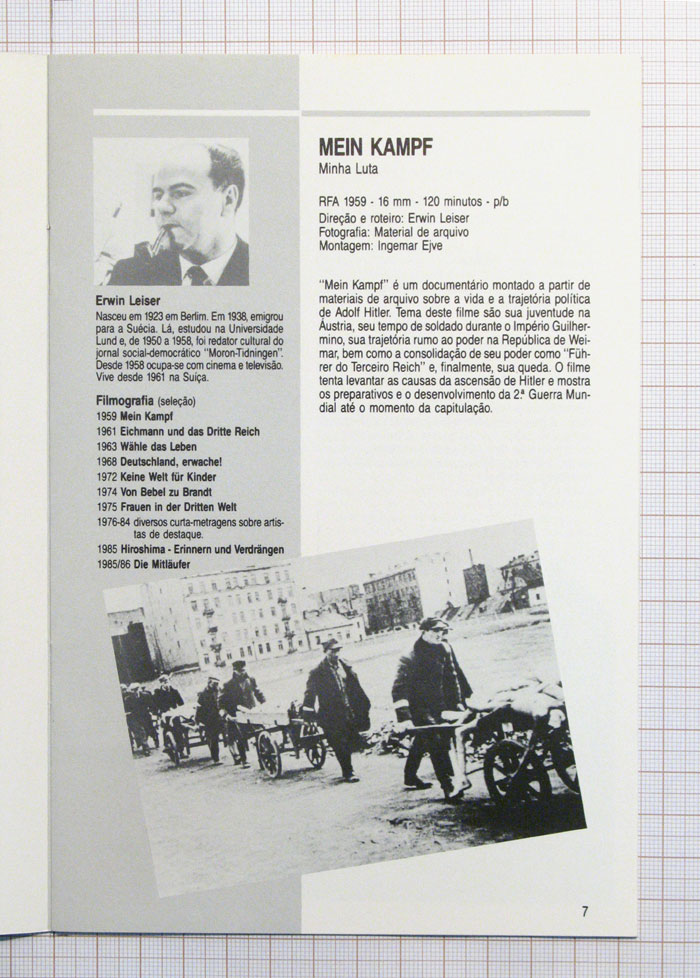 Erwin Leiser
Nasceu em 1923 em Berlim. Em 1938, emigrou
para a Suécia. Lá, estudou na Universidade
Lund e, de 1950 a 1958, foi redator cultural do
jornal social-democrático "Moron-Tidningen".
Desde 1958 ocupa-se com cinema e televisão.
Vive desde 1961 na Suíça.
Filmografia (seleção)
1959 Mein Kampf
1961 Eichmann und das Dritte Reich
1963 Wähle das Leben
1968 Deutschland, erwache!
1972 Keine Welt für Kinder
1974 Von Bebel zu Brandt
1975 Frauen in der Dritten Welt
1976-84 diversos curta-metragens sobre artis-
tas de destaque.
1985 Hiroshima - Erinnern und Verdrängen
1985/86 Die Mitläufer
MEIN KAMPF
Minha Luta
RFA 1959 - 16 mm - 120 minutos - p/b
Direção e roteiro: Erwin Leiser
Fotografia: Material de arquivo
Montagem: Ingemar Ejve
"Mein Kampf" é um documentário montado a partir de
materiais de arquivo sobre a vida e a trajetória política
de Adolf Hitler. Tema deste filme são sua juventude na
Áustria, seu tempo de soldado durante o Império Guilher-
mino, sua trajetória rumo ao poder na República de Wei-
mar, bem como a consolidação de seu poder como "Füh-
rer do Terceiro Reich" e, finalmente, sua queda. O filme
tenta levantar as causas da ascensão de Hitler e mostra
os preparativos e o desenvolvimento da 2.ª Guerra Mun-
dial até o momento da capitulação.
7